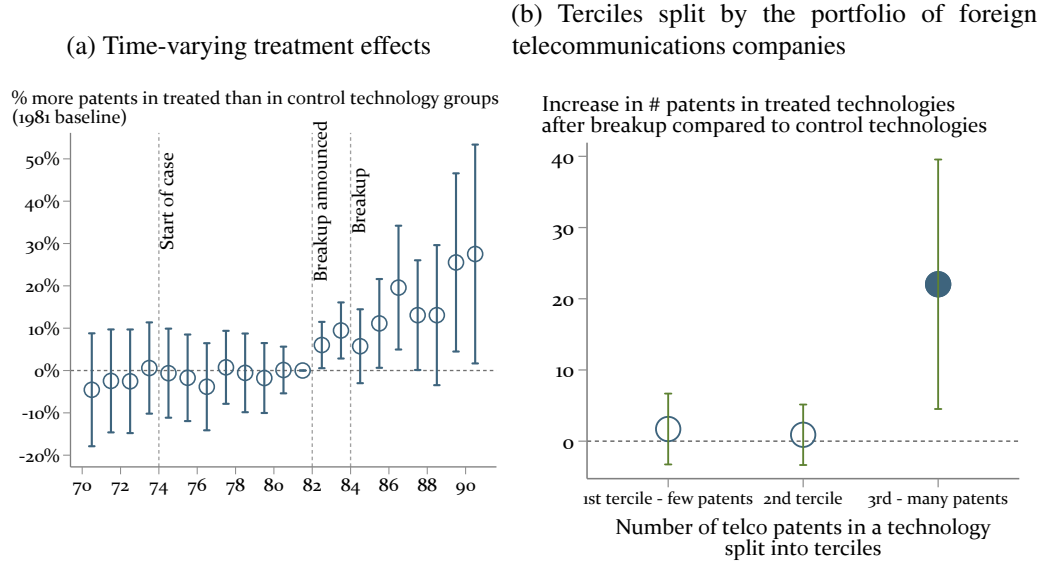 (a) Time-varying treatment effects
% more patents in treated than in control technology groups
(1981 baseline)
50%
40%
30%
20%
10%
0%
-10%
-20%
Start of case
Breakup announced
Breakup
70 72 74 76 78 80 82 84 86 88 90
(b) Terciles split by the portfolio of foreign
telecommunications companies
Increase in # patents in treated technologies
after breakup compared to control technologies
40
30
20
10
0
1st tercile - few patents 2nd tercile 3rd - many patents
Number of telco patents in a technology
split into terciles